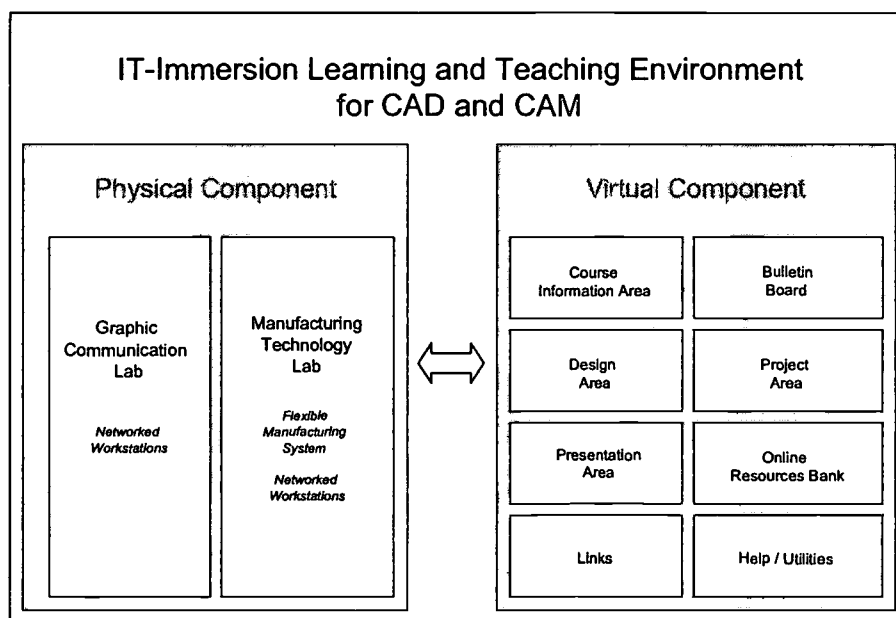 IT-Immersion Learning and Teaching Environment
for CAD and CAM
Physical Component
Graphic
Communication
Lab
Networked
Workstations
Manufacturing
Technology
Lab
Flexible
Manufacturing
System
Networked
Workstations
Virtual Component
Course
Information Area
Bulletin
Board
Design
Area
Project
Area
Presentation
Area
Online
Resources Bank
Links
Help / Utilities